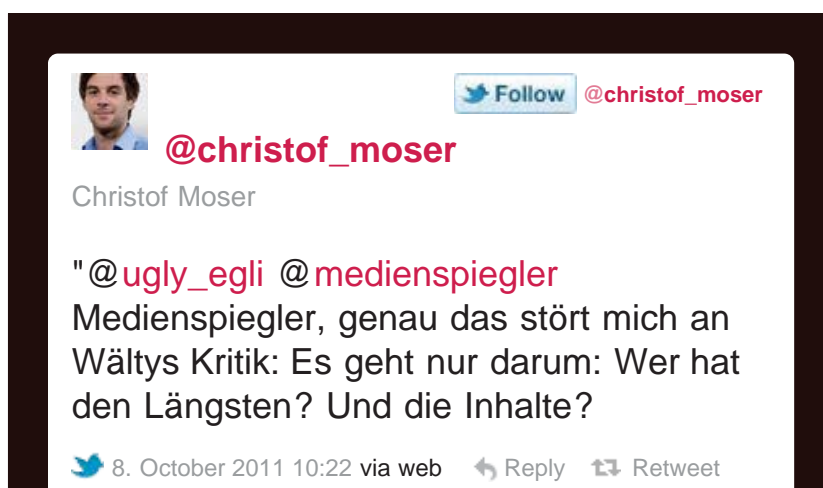 Follow @christof_moser
@christof_moser
Christof Moser
"@ugly_egli @medienspiegler
Medienspiegler, genau das stört mich an
Wältys Kritik: Es geht nur darum: Wer hat
den Längsten? Und die Inhalte?
8. October 2011 10:22 via web Reply Retweet